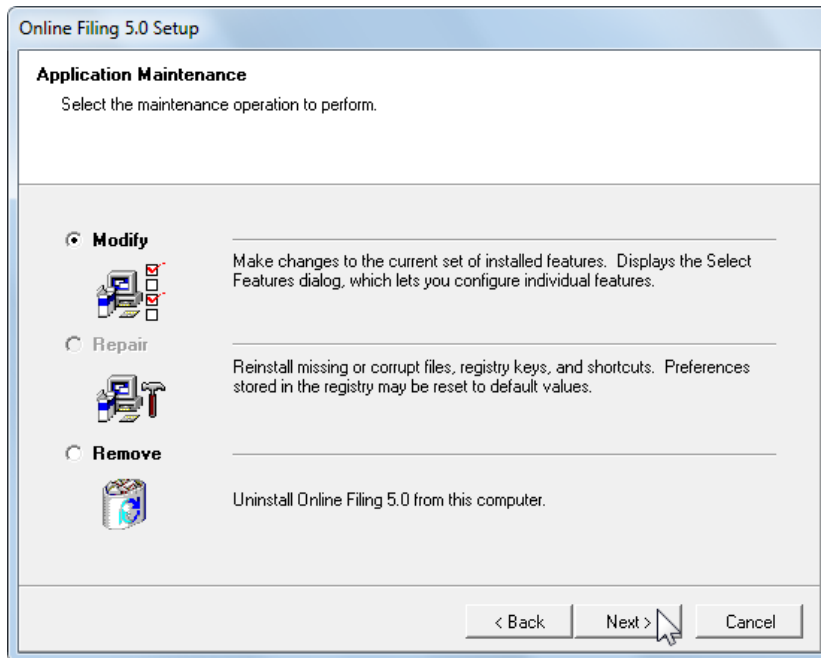 Online Filing 5.0 Setup
Application Maintenance
Select the maintenance operation to perform.
Modify
Make changes to the current set of installed features.  Displays the Select
Features dialog, which lets you configure individual features.
Repair
Reinstall missing or corrupt files, registry keys, and shortcuts.  Preferences
stored in the registry may be reset to default values.
Remove
Uninstall Online Filing 5.0 from this computer.
< Back
Next >
Cancel